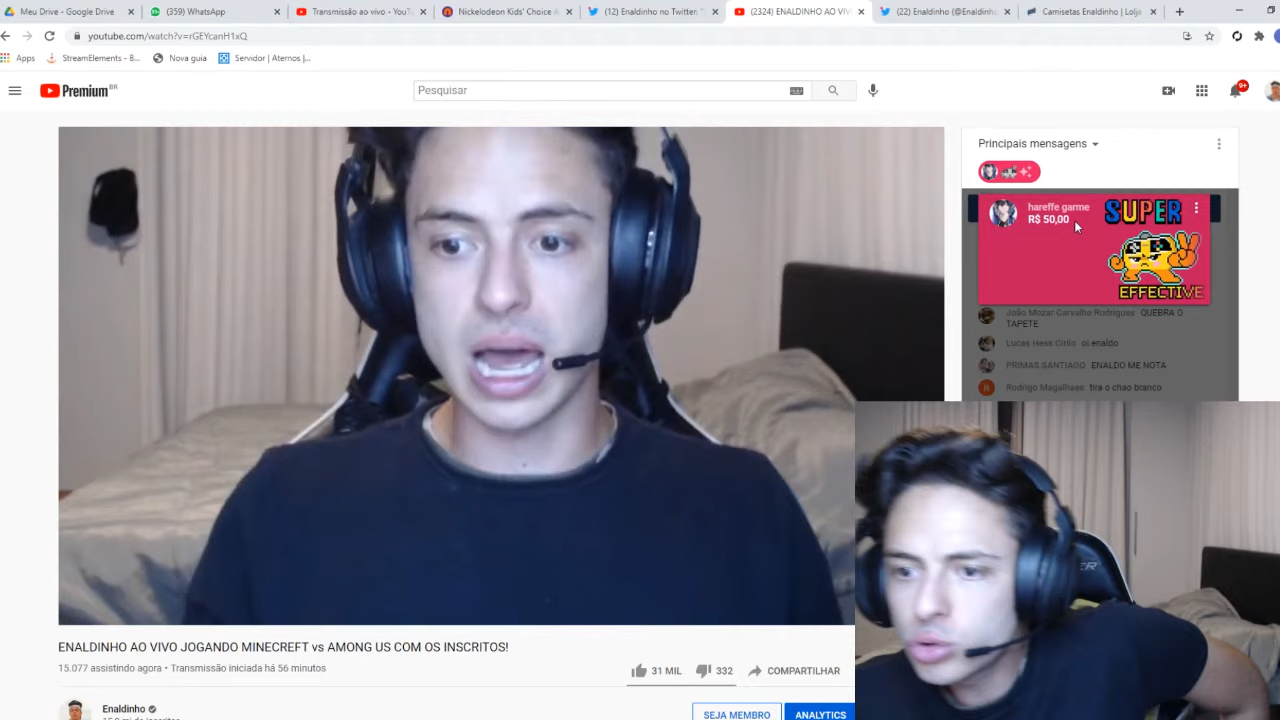 Meu Drive - Google Drive
(359) WhatsApp
Transmissão ao vivo - YouTu
Nickelodeon Kids' Choice A
(12) Enaldinho no Twitter: "
(2324) ENALDINHO AO VIV
(22) Enaldinho (@Enaldinh
Camisetas Enaldinho | Lolja
youtube.com/watch?v=rGEYcanH1xQ
Apps
StreamElements - B...
Nova guia
Servidor | Aternos |...
Premium BR
Pesquisar
9+
Principais mensagens
hareffe garme
R$ 50,00
SUPER
EFFECTIVE
João Mozar Carvalho Rodrigues QUEBRA O
TAPETE
Lucas Hess Cirilo oi enaldo
PRIMAS SANTIAGO ENALDO ME NOTA
R Rodrigo Magalhaes tira o chao branco
ENALDINHO AO VIVO JOGANDO MINECREFT vs AMONG US COM OS INSCRITOS!
15.077 assistindo agora • Transmissão iniciada há 56 minutos
31 MIL
332
COMPARTILHAR
Enaldinho
SEJA MEMBRO
ANALYTICS